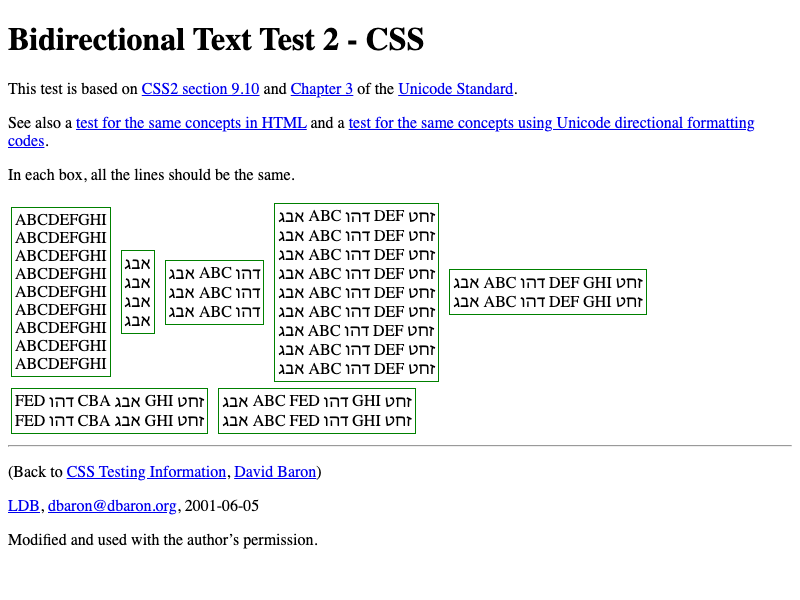 Bidirectional Text Test 2 - CSS
This test is based on CSS2 section 9.10 and Chapter 3 of the Unicode Standard.
See also a test for the same concepts in HTML and a test for the same concepts using Unicode directional formatting
codes.
In each box, all the lines should be the same.
ABCDEFGHI
ABCDEFGHI
ABCDEFGHI
ABCDEFGHI
ABCDEFGHI
ABCDEFGHI
ABCDEFGHI
ABCDEFGHI
ABCDEFGHI
אבג
אבג
אבג
אבג
אבג ABC דהו
אבג ABC דהו
אבג ABC דהו
אבג ABC דהו DEF זחט
אבג ABC דהו DEF זחט
אבג ABC דהו DEF זחט
אבג ABC דהו DEF זחט
אבג ABC דהו DEF זחט
אבג ABC דהו DEF זחט
אבג ABC דהו DEF זחט
אבג ABC דהו DEF זחט
אבג ABC דהו DEF זחט
אבג ABC דהו DEF GHI זחט
אבג ABC דהו DEF GHI זחט
FED דהו CBA אבג GHI זחט
FED דהו CBA אבג GHI זחט
אבג ABC FED דהו GHI זחט
אבג ABC FED דהו GHI זחט
(Back to CSS Testing Information, David Baron)
LDB, dbaron@dbaron.org, 2001-06-05
Modified and used with the author’s permission.